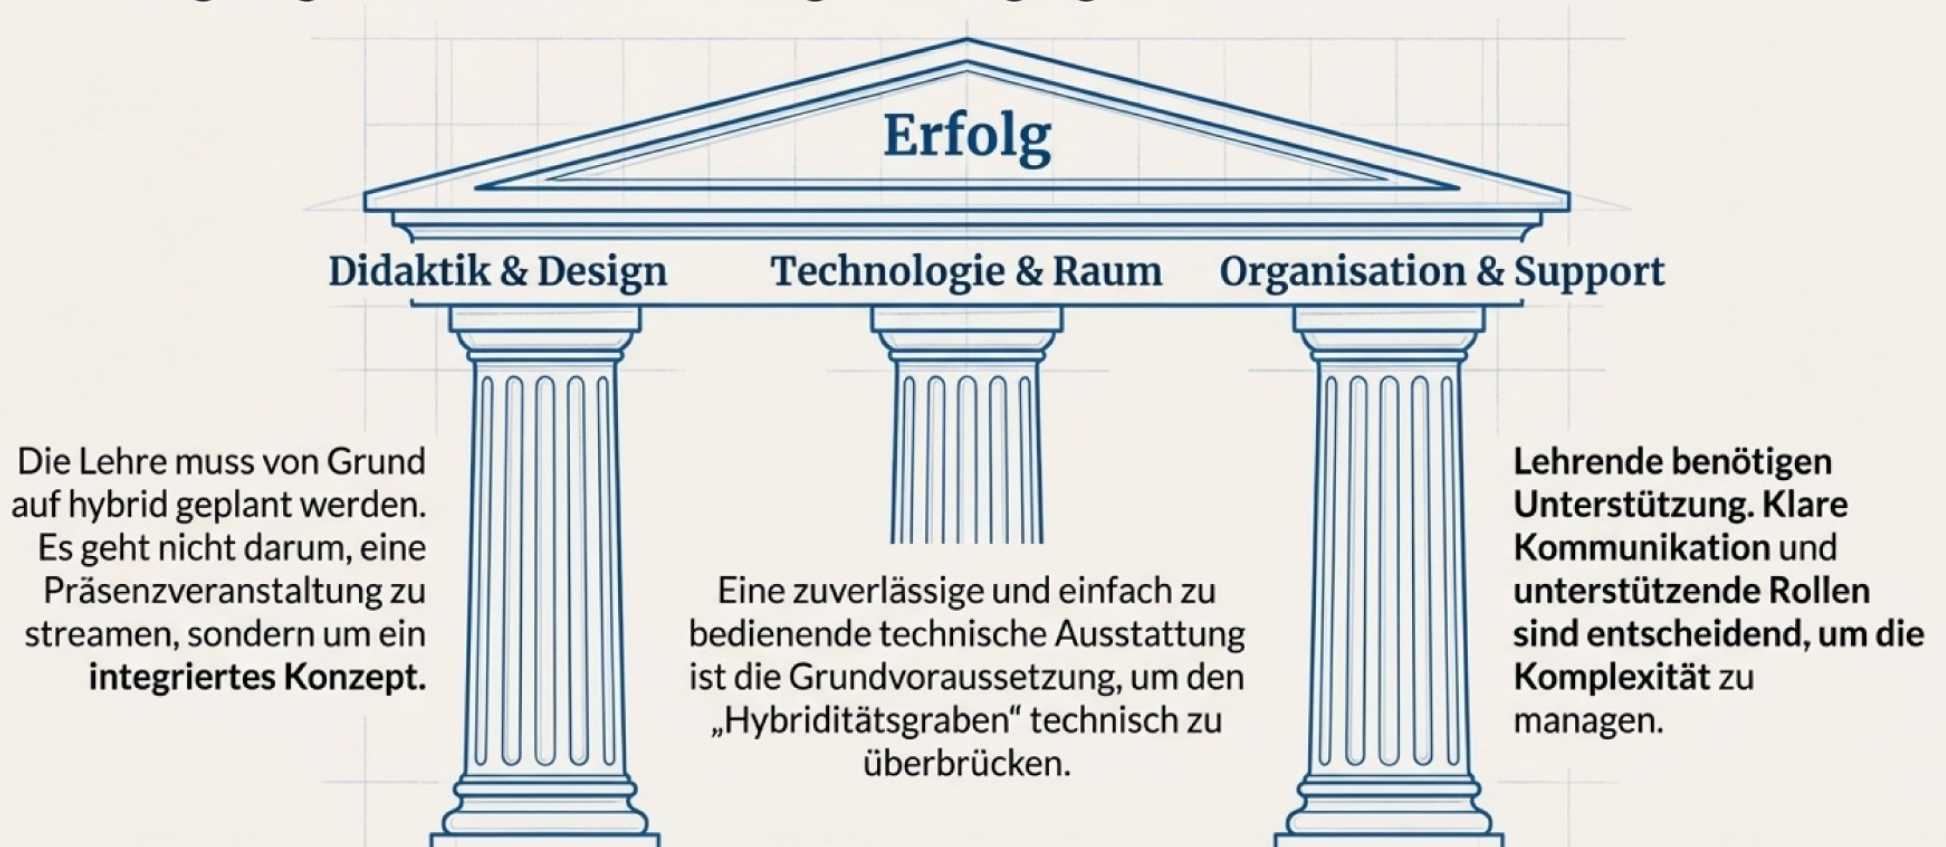 Erfolg
Didaktik & Design
Technologie & Raum
Organisation & Support
Die Lehre muss von Grund
auf hybrid geplant werden.
Es geht nicht darum, eine
Präsenzveranstaltung zu
streamen, sondern um ein
integriertes Konzept.
Eine zuverlässige und einfach zu
bedienende technische Ausstattung
ist die Grundvoraussetzung, um den
„Hybriditätsgraben“ technisch zu
überbrücken.
Lehrende benötigen
Unterstützung. Klare
Kommunikation und
unterstützende Rollen
sind entscheidend, um die
Komplexität zu
managen.